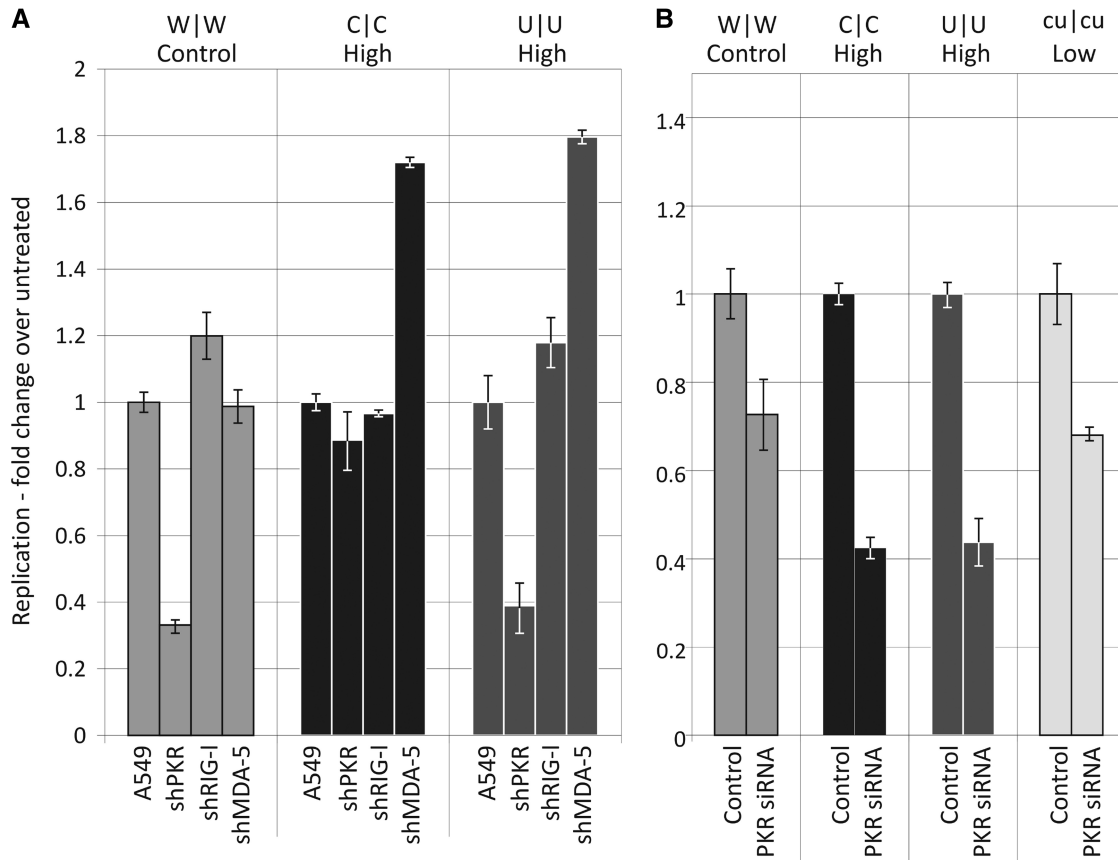 A
W|W
Control
C|C
High
U|U
High
Replication - fold change over untreated
2
1.8
1.6
1.4
1.2
1
0.8
0.6
0.4
0.2
0
A549
shPKR
shRIG-I
shMDA-5
A549
shPKR
shRIG-I
shMDA-5
A549
shPKR
shRIG-I
shMDA-5
B
W|W
Control
C|C
High
U|U
High
cu|cu
Low
1.4
1.2
1
0.8
0.6
0.4
0.2
0
Control
PKR siRNA
Control
PKR siRNA
Control
PKR siRNA
Control
PKR siRNA